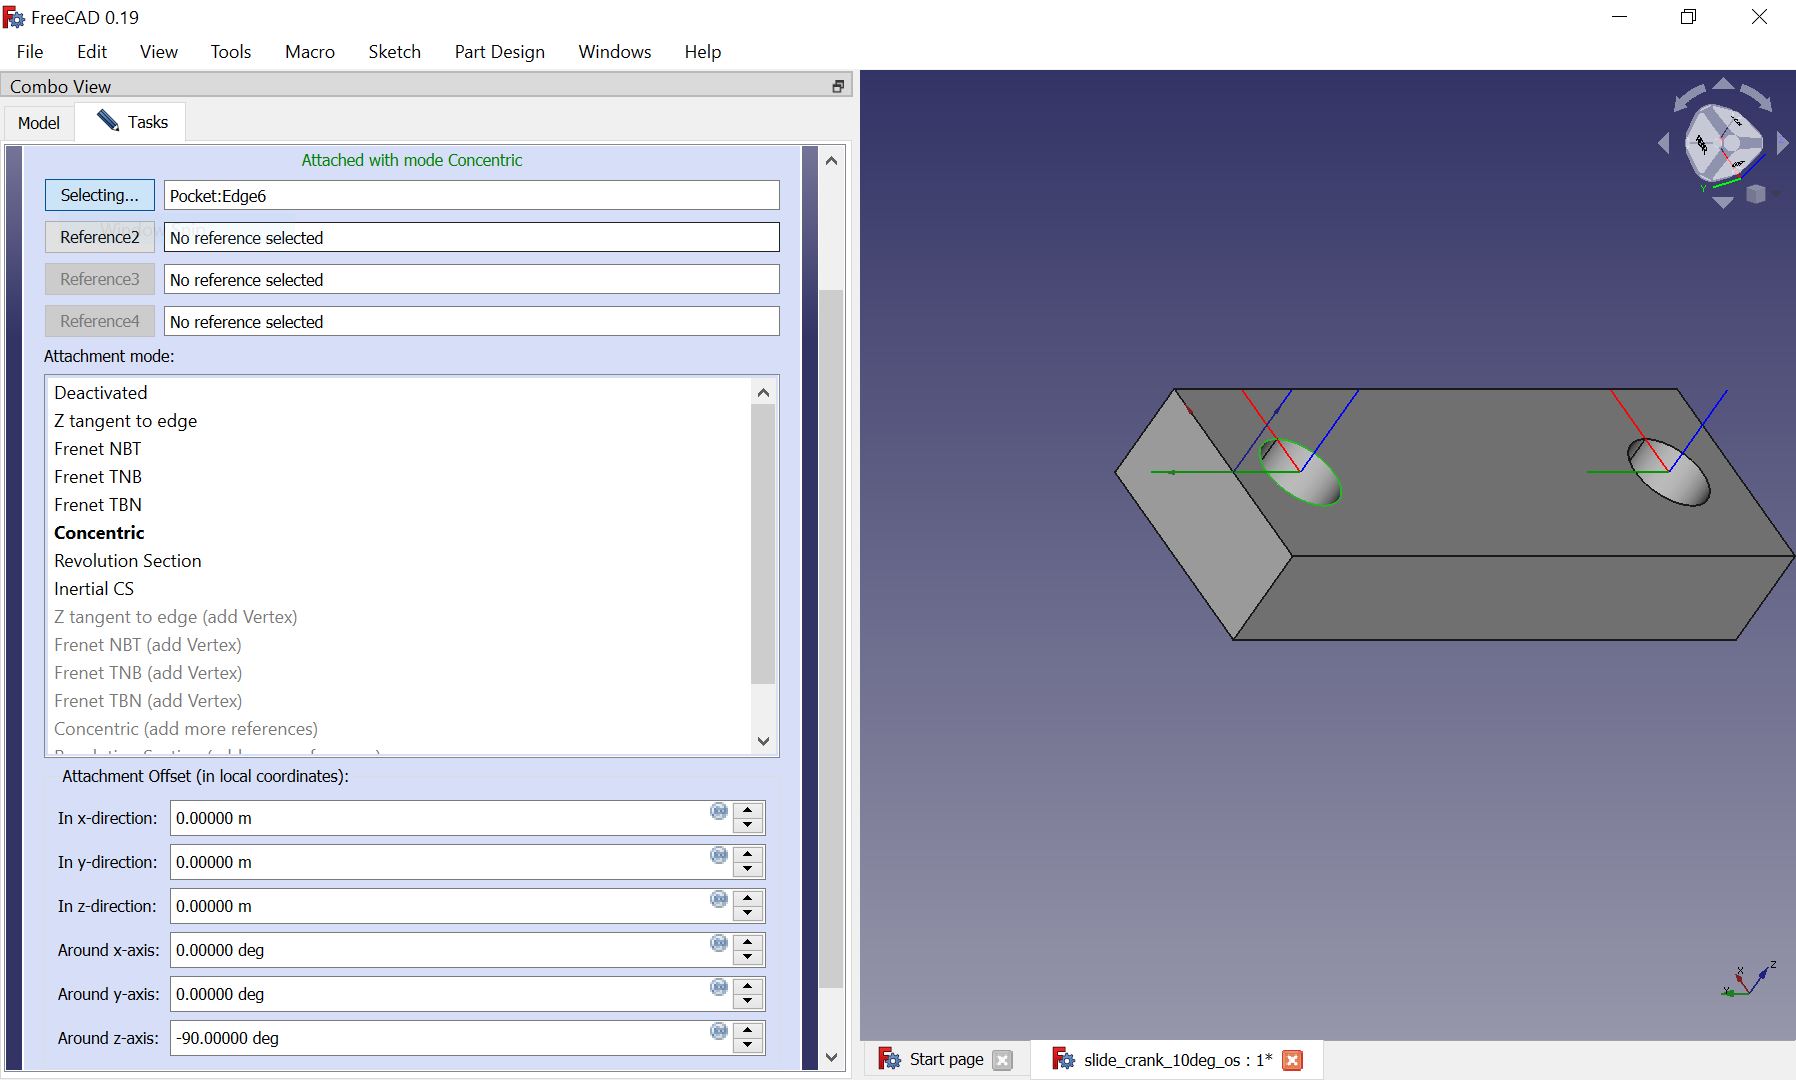 FreeCAD 0.19
File Edit View Tools Macro Sketch Part Design Windows Help
Combo View
Model Tasks
Attached with mode Concentric
Selecting... Pocket:Edge6
Reference2 No reference selected
Reference3 No reference selected
Reference4 No reference selected
Attachment mode:
Deactivated
Z tangent to edge
Frenet NBT
Frenet TNB
Frenet TBN
Concentric
Revolution Section
Inertial CS
Z tangent to edge (add Vertex)
Frenet NBT (add Vertex)
Frenet TNB (add Vertex)
Frenet TBN (add Vertex)
Concentric (add more references)
Attachment Offset (in local coordinates):
In x-direction: 0.00000 m
In y-direction: 0.00000 m
In z-direction: 0.00000 m
Around x-axis: 0.00000 deg
Around y-axis: 0.00000 deg
Around z-axis: -90.00000 deg
Y
X
Z
Y
Start page
slide_crank_10deg_os : 1*